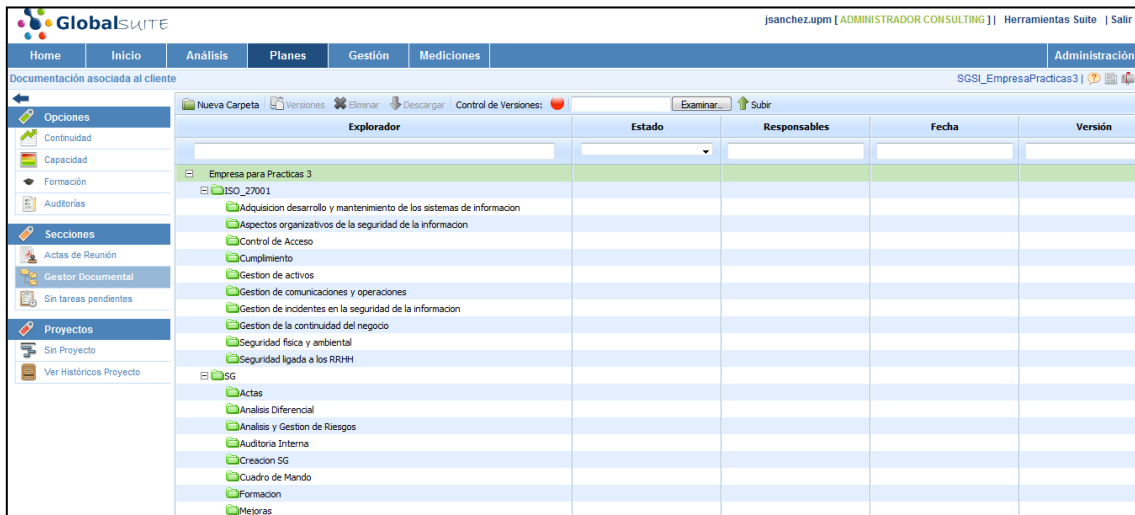 GlobalSUITE
jsanchez.upm [ ADMINISTRADOR CONSULTING ] | Herramientas Suite | Salir
Home Inicio Análisis Planes Gestión Mediciones Administración
Documentación asociada al cliente SGSI_EmpresaPracticas3 |
Nueva Carpeta Versiones Eliminar Descargar Control de Versiones: Examinar... Subir
Opciones
Continuidad
Capacidad
Formación
Auditorías
Secciones
Actas de Reunión
Gestor Documental
Sin tareas pendientes
Proyectos
Sin Proyecto
Ver Históricos Proyecto
Explorador Estado Responsables Fecha Versión
Empresa para Practicas 3
ISO_27001
Adquisicion desarrollo y mantenimiento de los sistemas de informacion
Aspectos organizativos de la seguridad de la informacion
Control de Acceso
Cumplimiento
Gestion de activos
Gestion de comunicaciones y operaciones
Gestion de incidentes en la seguridad de la informacion
Gestion de la continuidad del negocio
Seguridad fisica y ambiental
Seguridad ligada a los RRHH
SG
Actas
Analisis Diferencial
Analisis y Gestion de Riesgos
Auditoria Interna
Creacion SG
Cuadro de Mando
Formacion
Mejoras